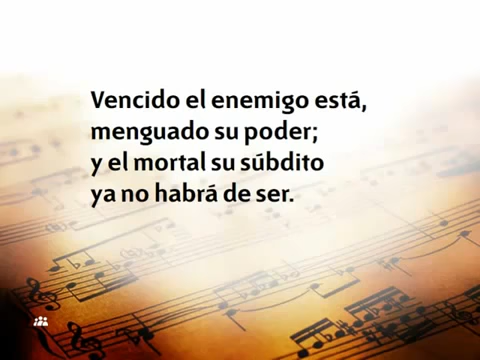 Vencido el enemigo está,
menguado su poder;
y el mortal su súbdito
ya no habrá de ser.